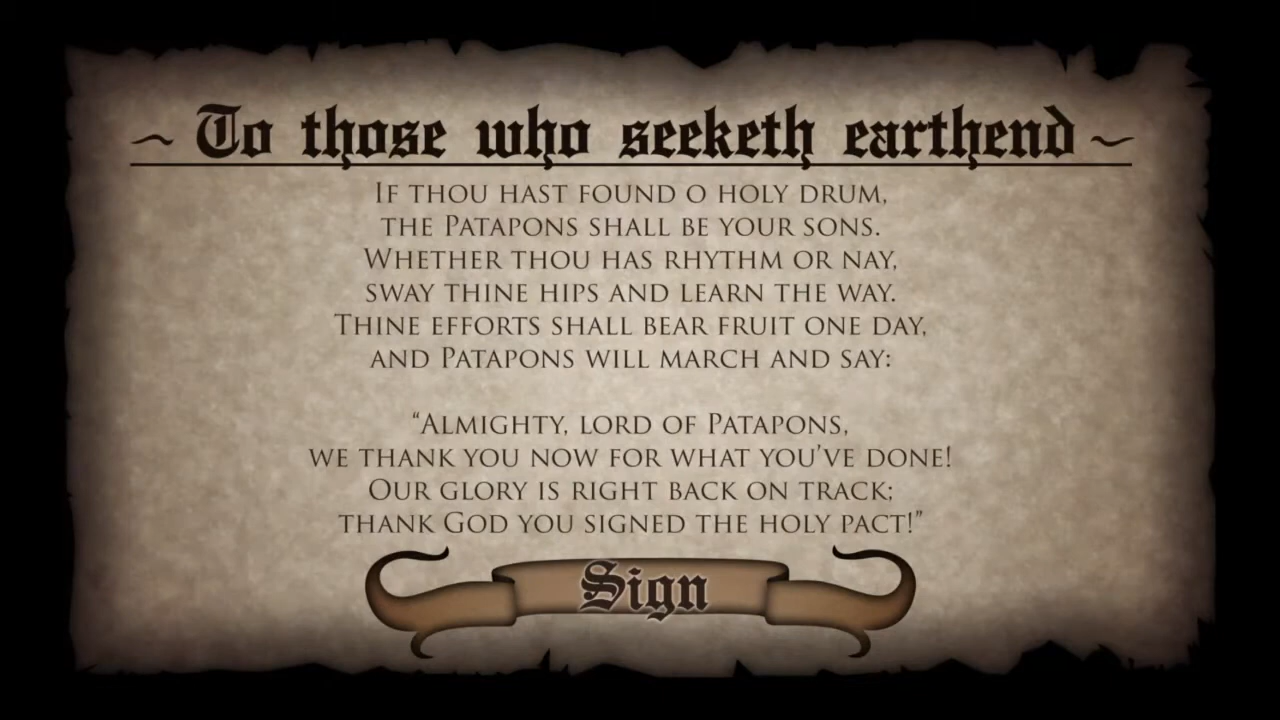 ~ To those who seeketh earthend ~
If thou hast found o holy drum,
the Patapons shall be your sons.
Whether thou has rhythm or nay,
sway thine hips and learn the way.
Thine efforts shall bear fruit one day,
and Patapons will march and say:
“Almighty, lord of Patapons,
we thank you now for what you’ve done!
Our glory is right back on track;
thank God you signed the holy pact!”
Sign